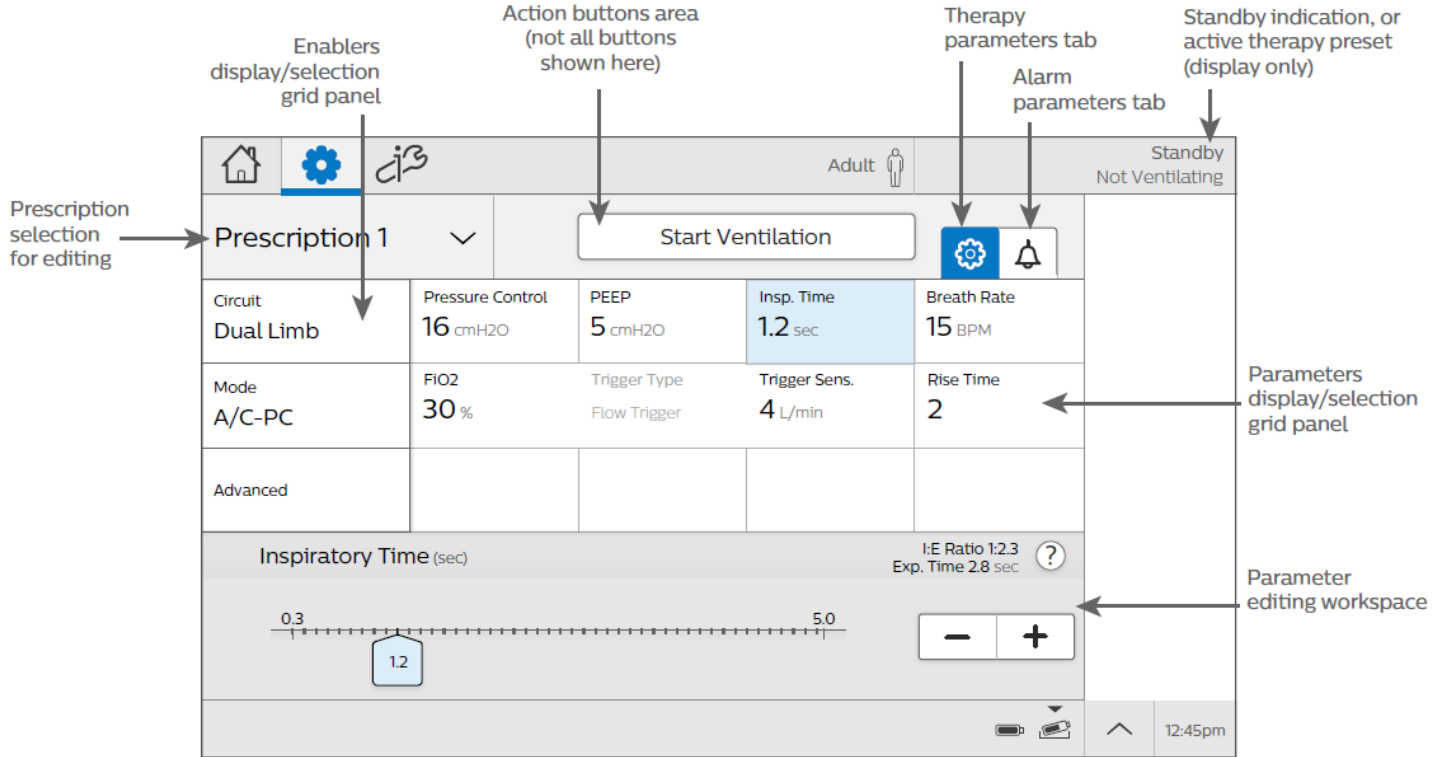 Action buttons area
(not all buttons
shown here)
Therapy
parameters tab
Standby indication, or
active therapy preset
(display only)
Enablers
display/selection
grid panel
Alarm
parameters tab
Adult
Standby
Not Ventilating
Prescription
selection
for editing
Prescription 1
Start Ventilation
Circuit
Dual Limb
Pressure Control
16 cmH2O
PEEP
5 cmH2O
Insp. Time
1.2 sec
Breath Rate
15 BPM
Mode
A/C-PC
FiO2
30 %
Trigger Type
Flow Trigger
Trigger Sens.
4 L/min
Rise Time
2
Parameters
display/selection
grid panel
Advanced
Inspiratory Time (sec)
I:E Ratio 1:2.3
Exp. Time 2.8 sec
?
Parameter
editing workspace
0.3
5.0
1.2
12:45pm